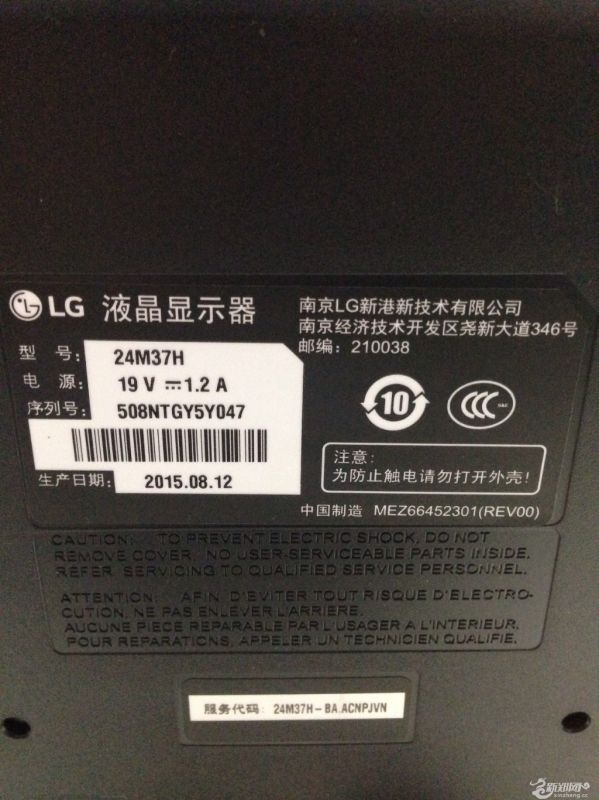 LG 液晶显示器
型 号: 24M37H
电 源: 19 V ⎓ 1.2 A
序列号: 508NTGY5Y047
生产日期: 2015.08.12
南京LG新港新技术有限公司
南京经济技术开发区尧新大道346号
邮编: 210038
10
CCC
S&E
注意:
为防止触电请勿打开外壳!
中国制造 MEZ66452301(REV00)
CAUTION: TO PREVENT ELECTRIC SHOCK, DO NOT
REMOVE COVER. NO USER-SERVICEABLE PARTS INSIDE.
REFER SERVICING TO QUALIFIED SERVICE PERSONNEL.
ATTENTION: AFIN D'EVITER TOUT RISQUE D'ELECTRO-
CUTION, NE PAS ENLEVER L'ARRIERE.
AUCUNE PIECE REPARABLE PAR L'USAGER A L'INTERIEUR.
POUR REPARATIONS, APPELER UN TECHNICIEN QUALIFIE.
服务代码: 24M37H-BA.ACNPJVN
新郑网
xinzheng.cc